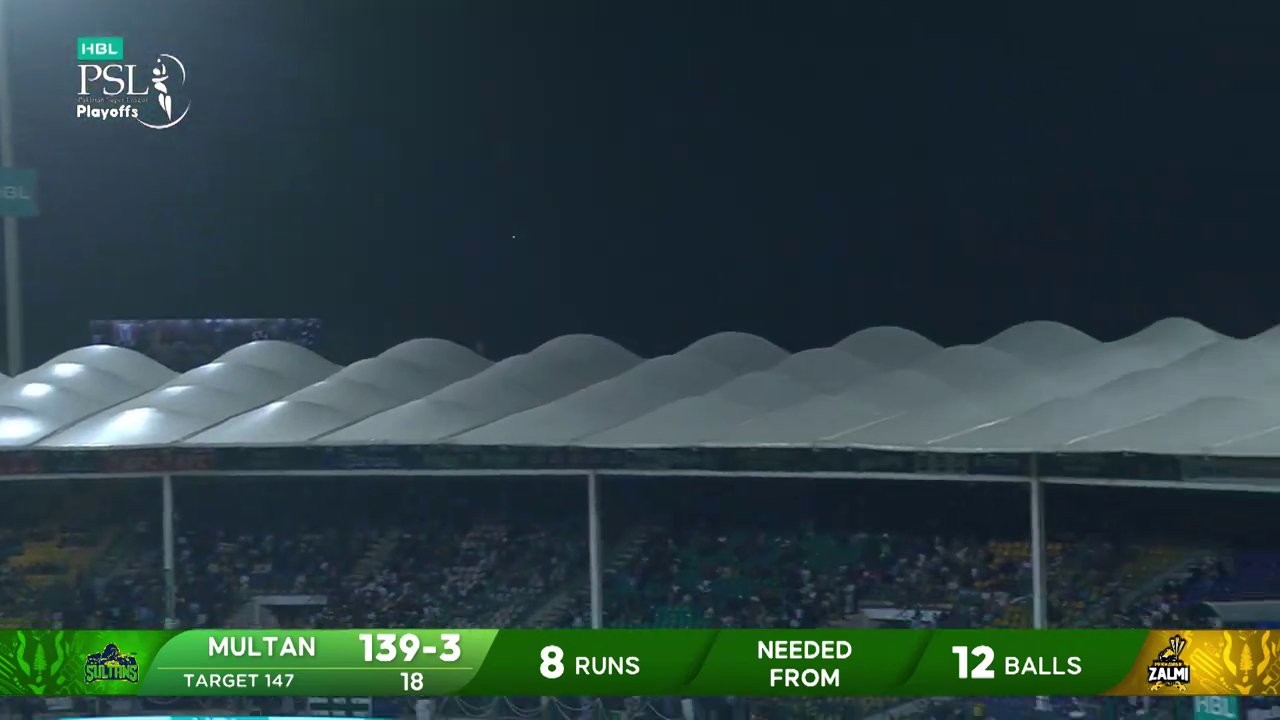 HBL
PSL
Pakistan Super League
Playoffs
HBL
MULTAN 139-3
TARGET 147 18
8 RUNS
NEEDED
FROM
12 BALLS
SULTANS
PESHAWAR
ZALMI
HBL